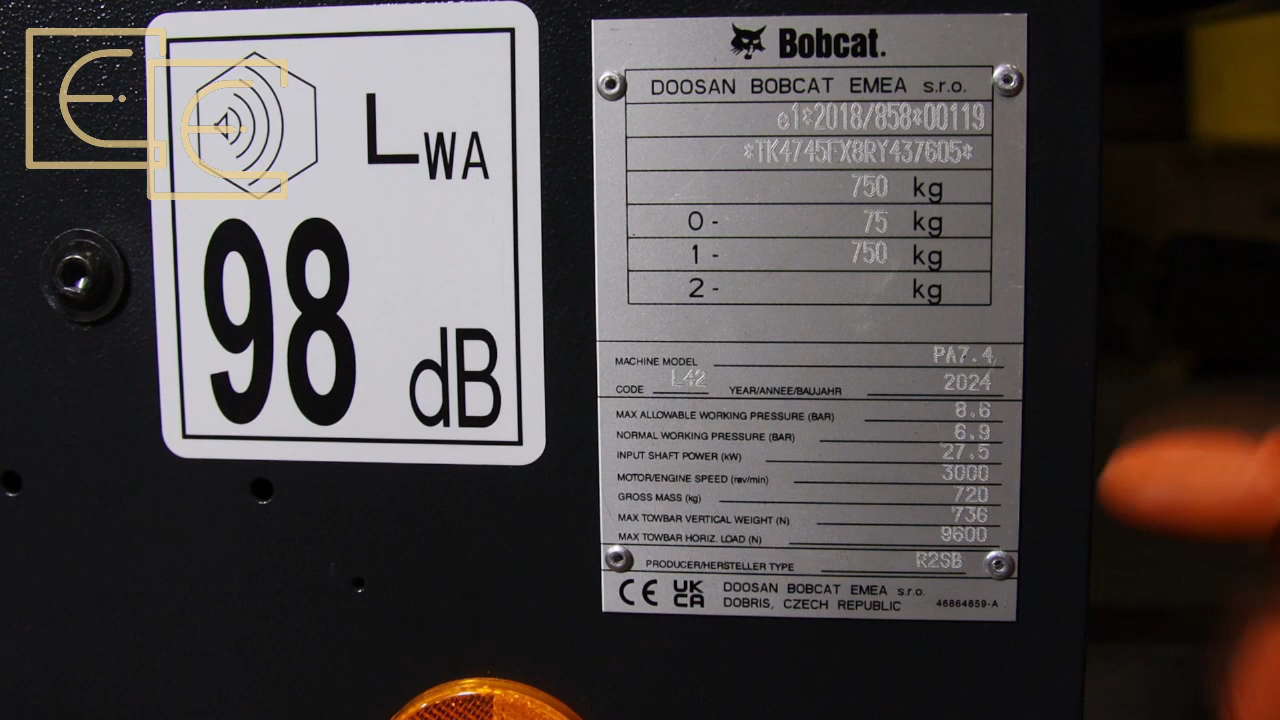 LWA
98 dB
Bobcat.
DOOSAN BOBCAT EMEA s.r.o.
e1*2018/858*00119
*TK4745FX8RY437605*
750 kg
0- 75 kg
1- 750 kg
2- kg
MACHINE MODEL PA7.4
CODE L42 YEAR/ANNEE/BAUJAHR 2024
MAX ALLOWABLE WORKING PRESSURE (BAR) 8.6
NORMAL WORKING PRESSURE (BAR) 6.9
INPUT SHAFT POWER (KW) 27.5
MOTOR/ENGINE SPEED (rev/min) 3000
GROSS MASS (kg) 720
MAX TOWBAR VERTICAL WEIGHT (N) 736
MAX TOWBAR HORIZ. LOAD (N) 9600
PRODUCER/HERSTELLER TYPE R2SB
CE UK CA DOOSAN BOBCAT EMEA s.r.o.
DOBRIS, CZECH REPUBLIC 46864859-A